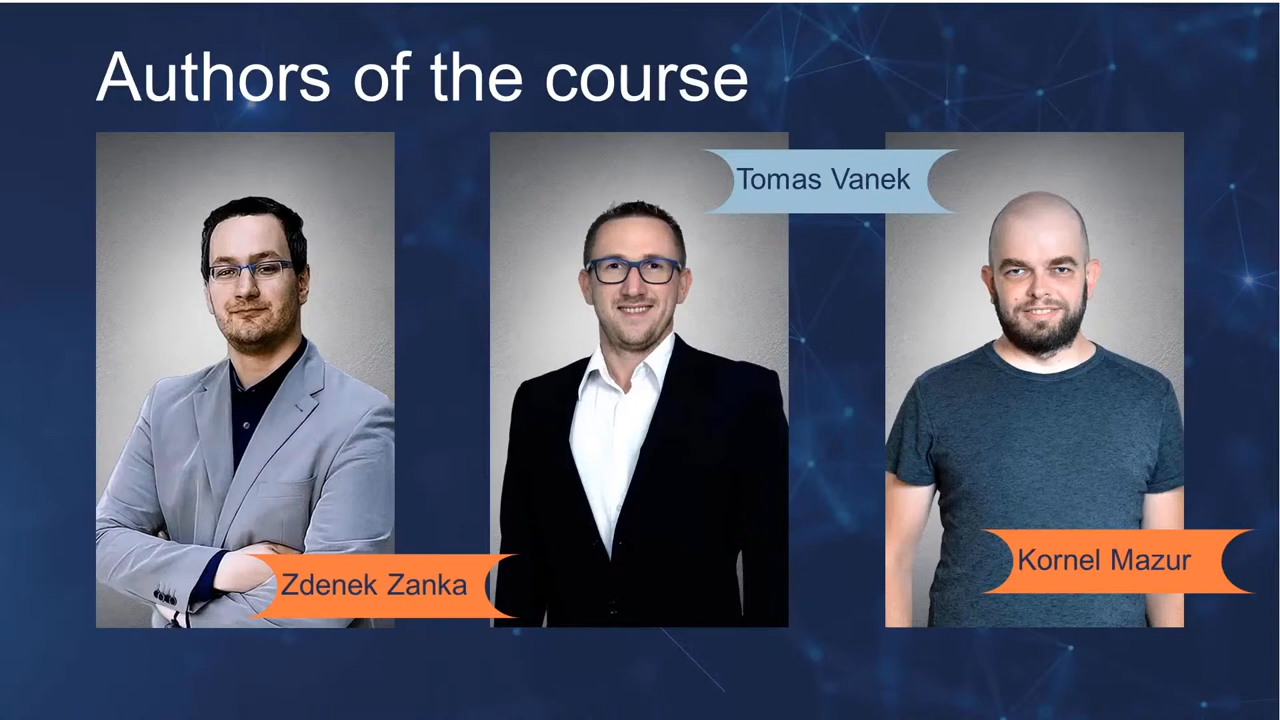 Authors of the course
Tomas Vanek
Kornel Mazur
Zdenek Zanka